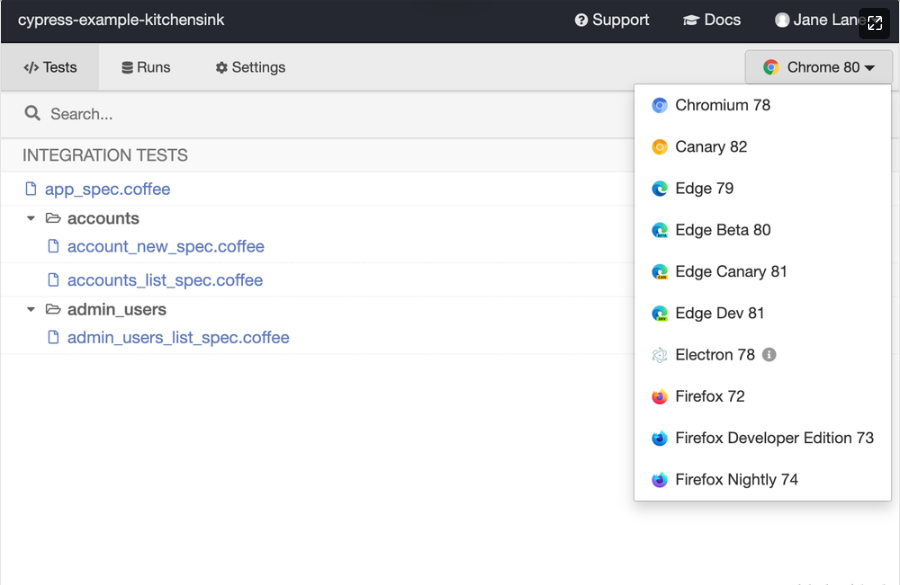 cypress-example-kitchensink Support Docs Jane Lane
</> Tests Runs Settings Chrome 80
Search...
INTEGRATION TESTS
app_spec.coffee
accounts
account_new_spec.coffee
accounts_list_spec.coffee
admin_users
admin_users_list_spec.coffee
Chromium 78
Canary 82
Edge 79
Edge Beta 80
Edge Canary 81
Edge Dev 81
Electron 78
Firefox 72
Firefox Developer Edition 73
Firefox Nightly 74